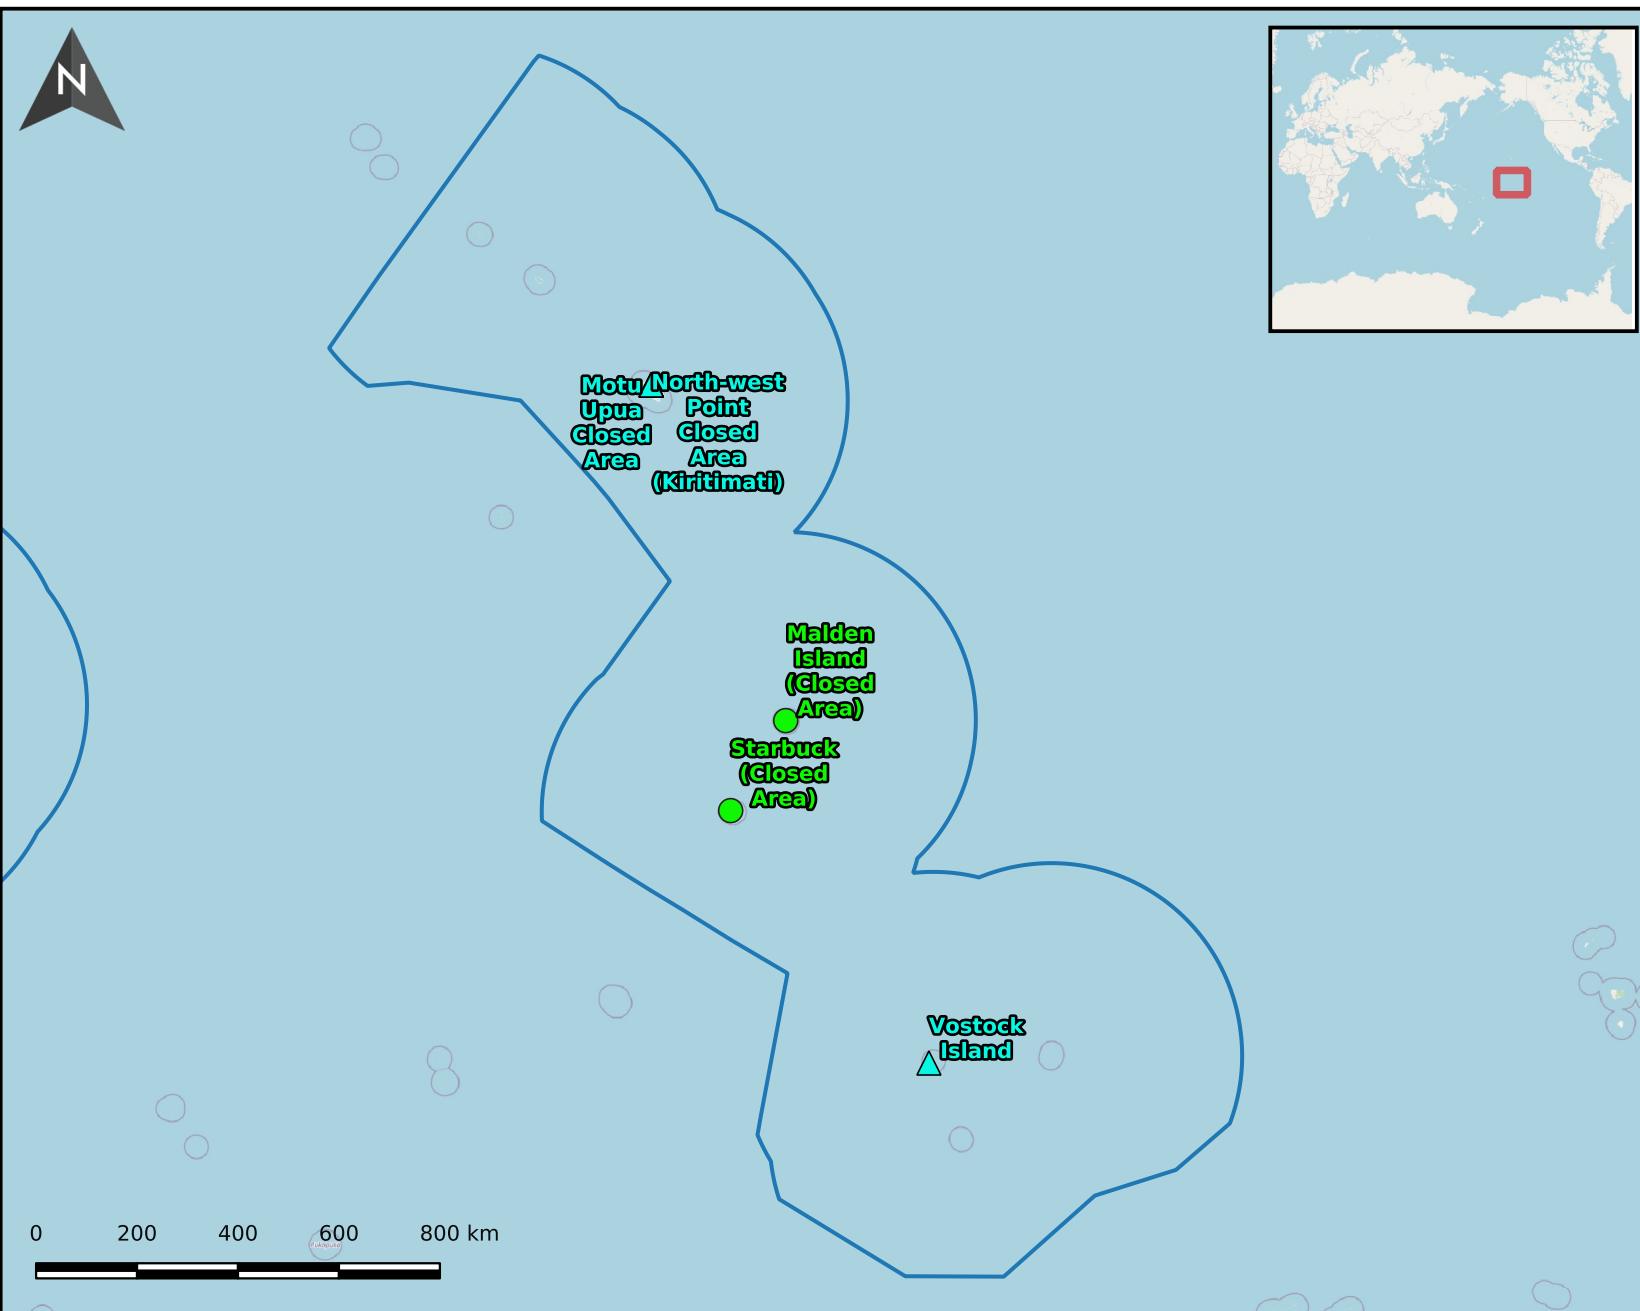 N
Motu
Upua
Closed
Area
North-west
Point
Closed
Area
(Kiritimati)
Malden
Island
(Closed
Area)
Starbuck
(Closed
Area)
Vostock
Island
0 200 400 600 800 km
Pukapuka